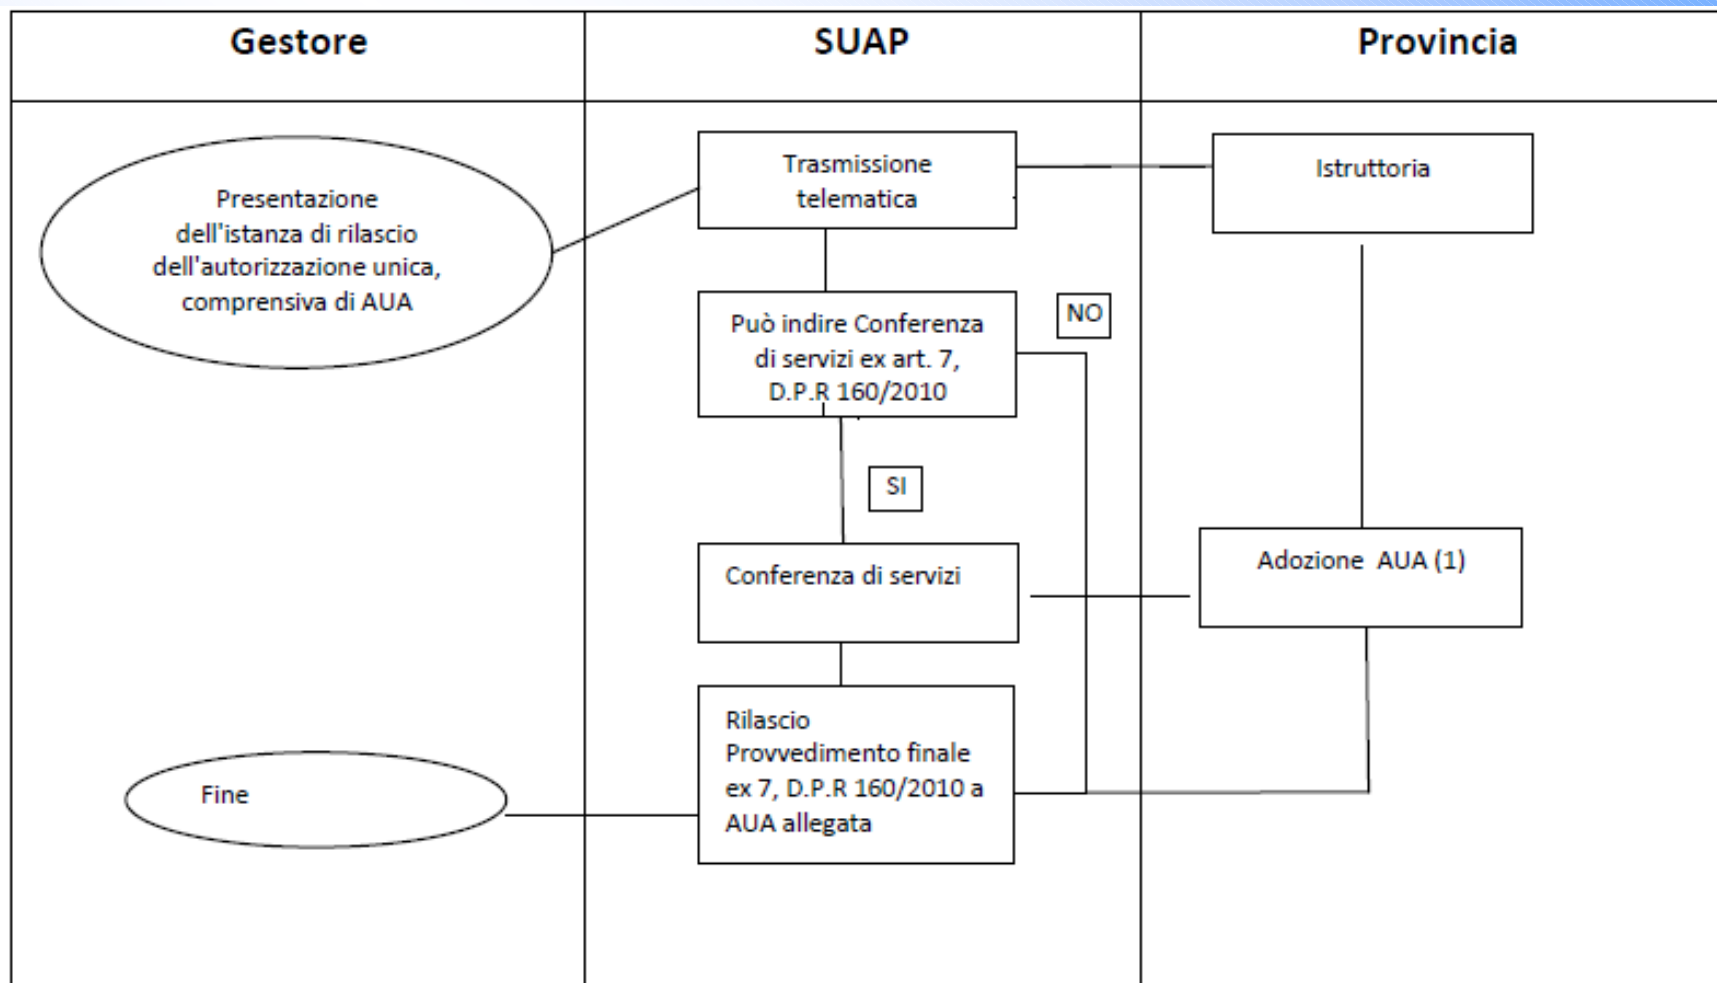 Gestore
SUAP
Provincia
Presentazione
dell'istanza di rilascio
dell'autorizzazione unica,
comprensiva di AUA
Trasmissione
telematica
Istruttoria
Può indire Conferenza
di servizi ex art. 7,
D.P.R 160/2010
NO
SI
Conferenza di servizi
Adozione AUA (1)
Rilascio
Provvedimento finale
ex 7, D.P.R 160/2010 a
AUA allegata
Fine